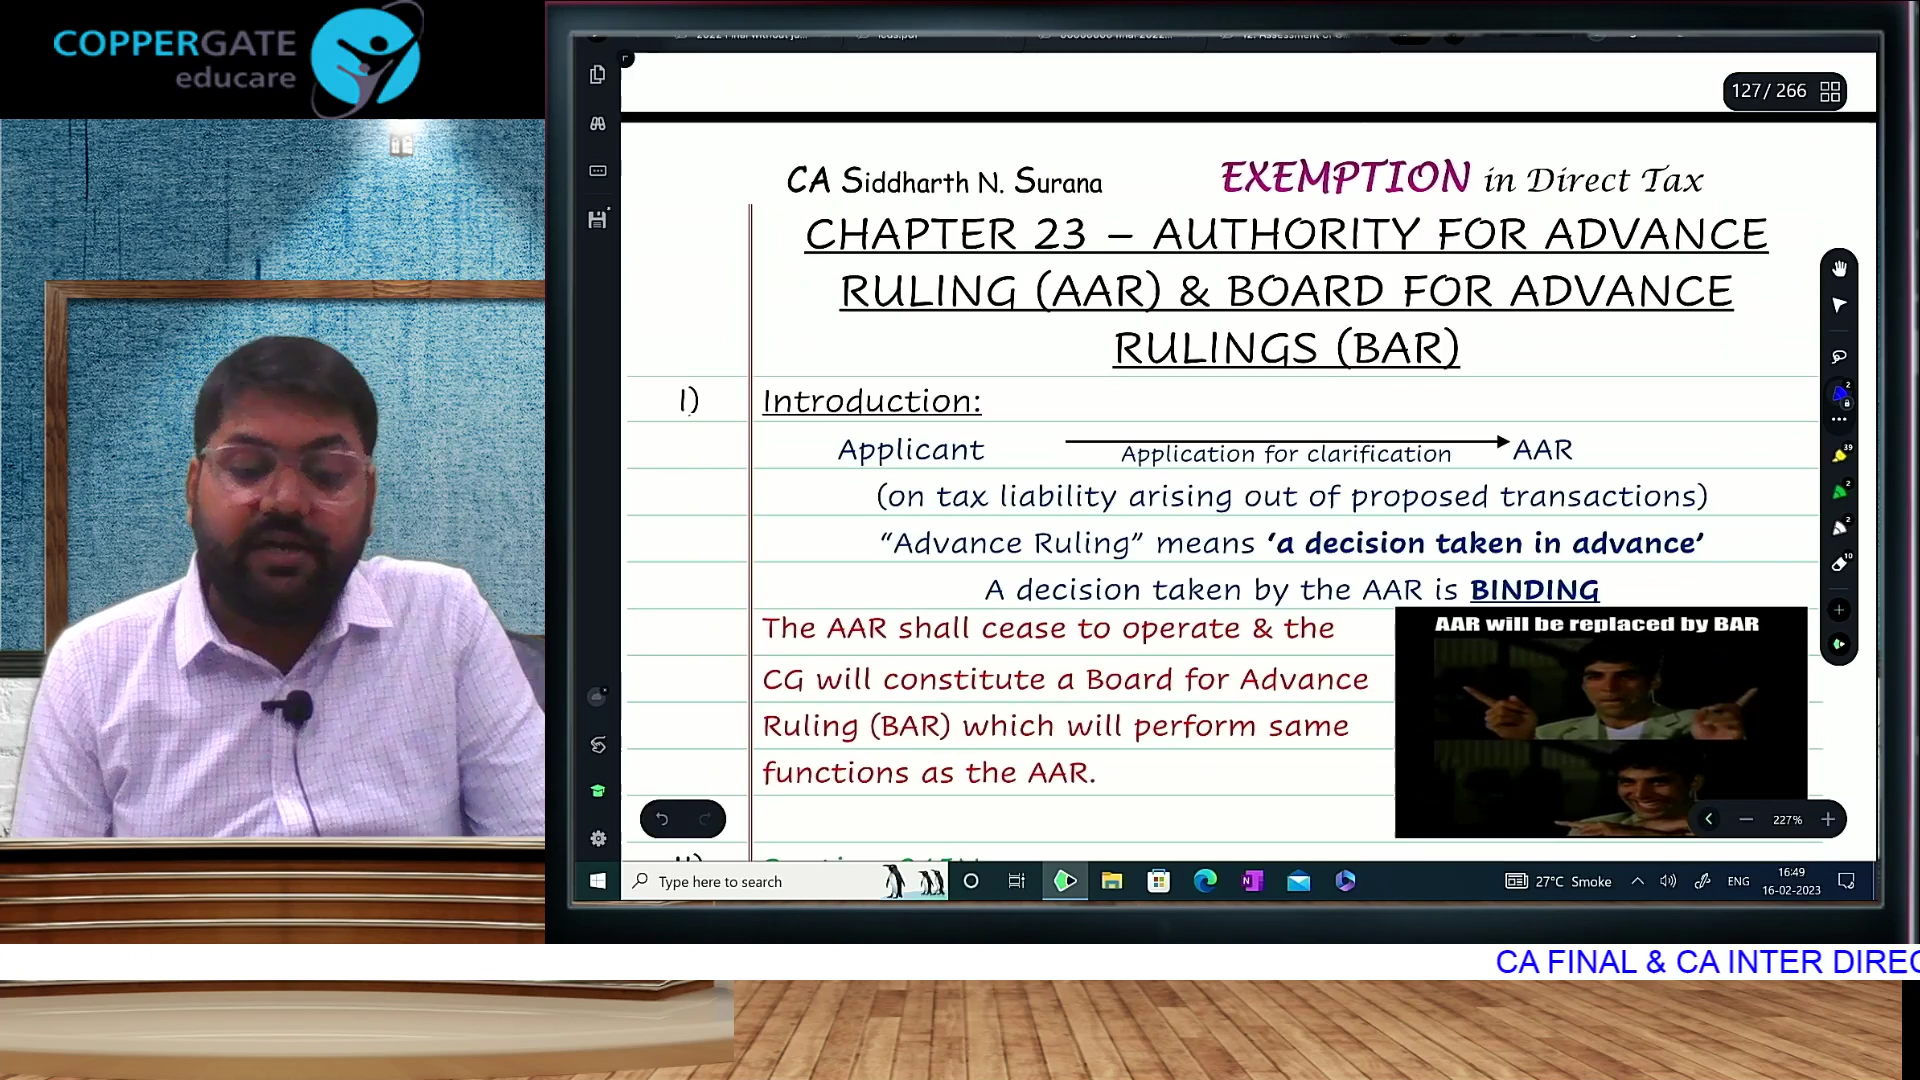 COPPERGATE
educare
127/ 266
CA Siddharth N. Surana
EXEMPTION in Direct Tax
CHAPTER 23 – AUTHORITY FOR ADVANCE
RULING (AAR) & BOARD FOR ADVANCE
RULINGS (BAR)
I) Introduction:
Applicant Application for clarification AAR
(on tax liability arising out of proposed transactions)
“Advance Ruling” means ‘a decision taken in advance’
A decision taken by the AAR is BINDING
AAR will be replaced by BAR
The AAR shall cease to operate & the
CG will constitute a Board for Advance
Ruling (BAR) which will perform same
functions as the AAR.
227%
Type here to search
27°C Smoke
ENG
16:49
16-02-2023
CA FINAL & CA INTER DIREC